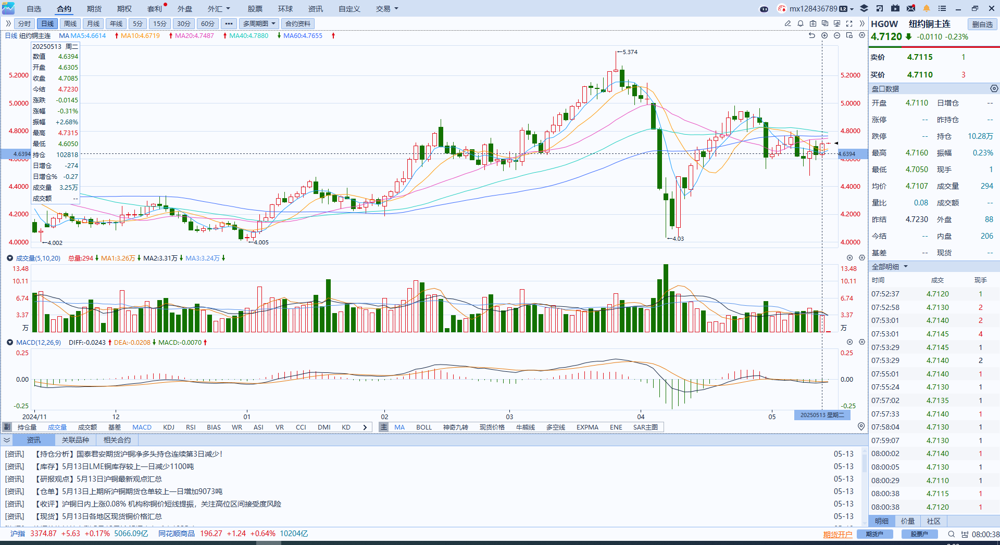 自选 合约 期货 期权 套利 外盘 外汇 股票 环球 资讯 自定义 交易 mx128436789 L2
分时 日线 周线 月线 年线 5分 15分 30分 60分 ••• 多周期图 合约资料
HG0W 纽约铜主连 删自选
日线 纽约铜主连 MA MA5:4.6614 MA10:4.6719 MA20:4.7487 MA40:4.7880 MA60:4.7655
4.7120 -0.0110 -0.23%
20250513 周二
数值 4.6394
开盘 4.6305
收盘 4.7085
今结 4.7230
涨跌 -0.0145
涨幅 -0.31%
振幅 +2.68%
最高 4.7315
最低 4.6050
持仓 102818
日增仓 -274
日增仓% -0.27
成交量 3.25万
成交额 --
5.2000 5.2000
5.0000 5.0000
4.8000 4.8000
4.6394 4.6394
4.6000 4.6000
4.4000 4.4000
4.2000 4.2000
4.0000 4.0000
5.374
4.002
4.005
4.03
成交量(5,10,20) 总量:294 MA1:3.26万 MA2:3.31万 MA3:3.24万
13.48 13.48
10.11 10.11
6.74 6.74
3.37 3.37
万 万
MACD(12,26,9) DIFF:-0.0243 DEA:-0.0208 MACD:-0.0070
0.25 0.25
0.00 0.00
-0.25 -0.25
2024/11 12 01 02 03 04 05 20250513 星期二
副 持仓量 成交量 成交额 基差 MACD KDJ RSI BIAS WR ASI VR CCI DMI KD 主 MA BOLL 神奇九转 现货价格 牛能线 多空线 EXPMA ENE SAR主图
资讯 关联品种 相关合约
[资讯] 【持仓分析】国泰君安期货沪铜净多头持仓连续第3日减少! 05-13
[资讯] 【库存】5月13日LME铜库存较上一日减少1100吨 05-13
[资讯] 【研报观点】5月13日沪铜最新观点汇总 05-13
[资讯] 【仓单】5月13日上期所沪铜期货仓单较上一日增加9073吨 05-13
[资讯] 【收评】沪铜日内上涨0.08% 机构称铜价短线提振，关注高位区间接受度风险 05-13
[资讯] 【现货】5月13日各地区现货铜价格汇总 05-13
卖价 4.7115 1
买价 4.7110 3
盘口数据
开盘 4.7110 日增仓 --
涨停 -- 昨持仓 --
跌停 -- 持仓 10.28万
最高 4.7160 振幅 0.23%
最低 4.7050 现手 1
均价 4.7107 成交量 294
量比 0.08 成交额 --
昨结 4.7230 外盘 88
今结 -- 内盘 206
基差 -- 现货 --
全部明细
时间 成交 现手
07:52:37 4.7120 1
07:52:58 4.7130 2
07:53:01 4.7140 2
07:53:01 4.7145 4
07:53:29 4.7145 1
07:53:29 4.7140 2
07:55:01 4.7140 1
07:55:24 4.7130 1
07:57:02 4.7135 1
07:57:33 4.7140 1
07:58:04 4.7130 1
07:59:07 4.7130 1
08:00:02 4.7140 1
08:00:05 4.7130 1
08:00:29 4.7110 1
08:00:38 4.7115 1
08:00:38 4.7120 1
明细 价量 社区
沪指 3374.87 +5.63 +0.17% 5066.09亿 同花顺商品 196.27 +1.24 +0.64% 10204亿 期货开户 期货户 股票户 08:00:38